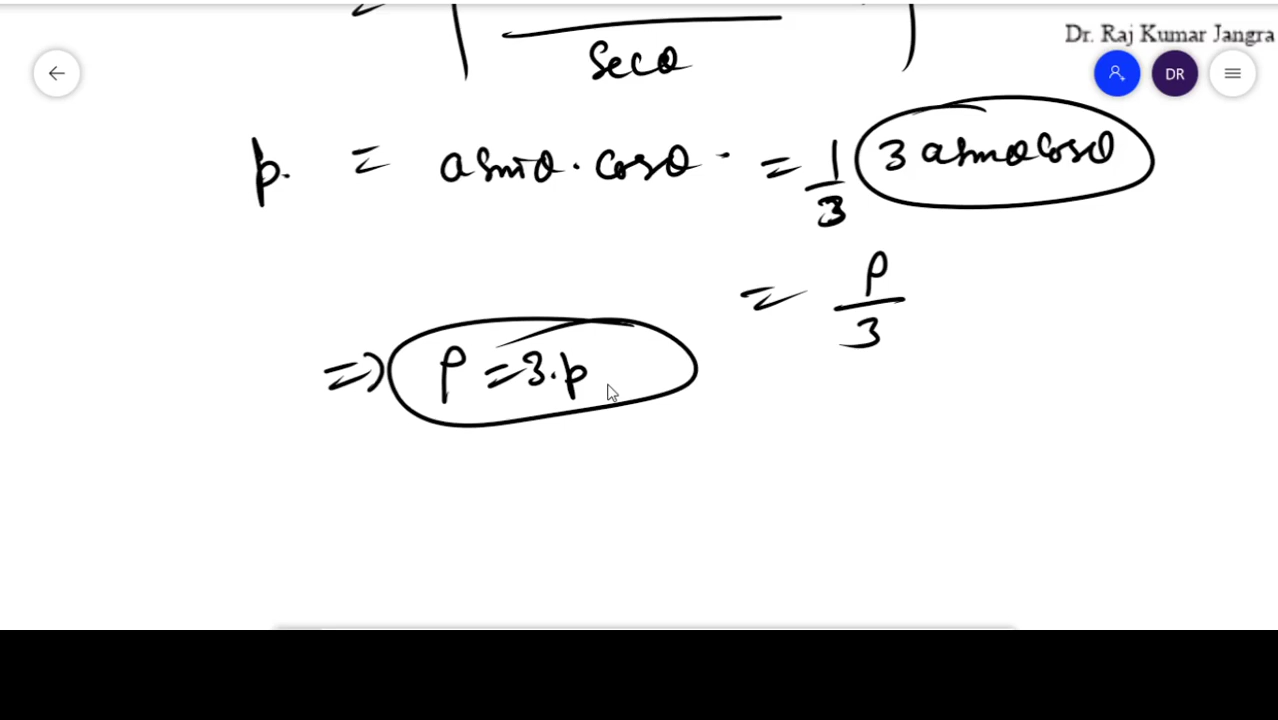 Dr. Raj Kumar Jangra
DR
=
secθ
p. = a sinθ · cosθ · = 1/3 3 a sinθ cosθ
= ρ/3
⇒ ρ = 3·p